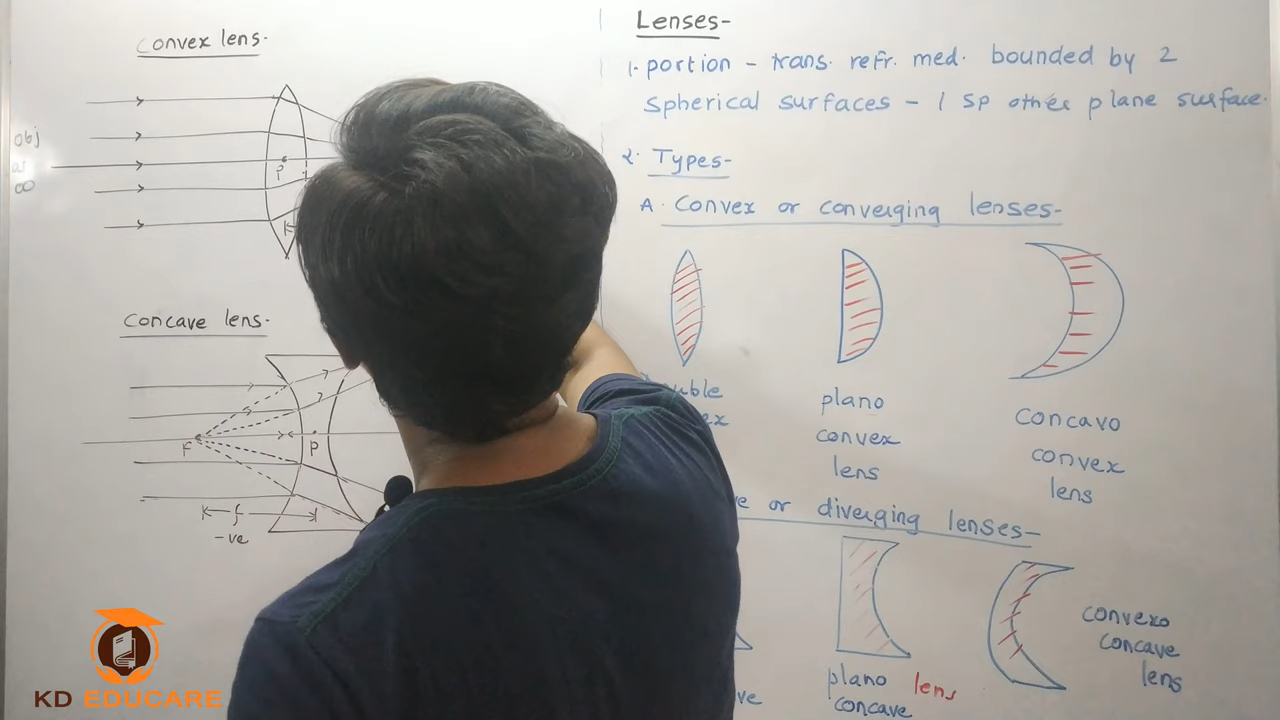 Convex lens-
obj
at
∞
P
Concave lens-
F
P
f
-ve
KD EDUCARE
Lenses-
1. portion - trans. refr. med. bounded by 2
Spherical surfaces - 1 sp other plane surface.
2. Types-
A. Convex or converging lenses-
plano
convex
lens
Concavo
convex
lens
or diverging lenses-
plano lens
concave
convexo
concave
lens